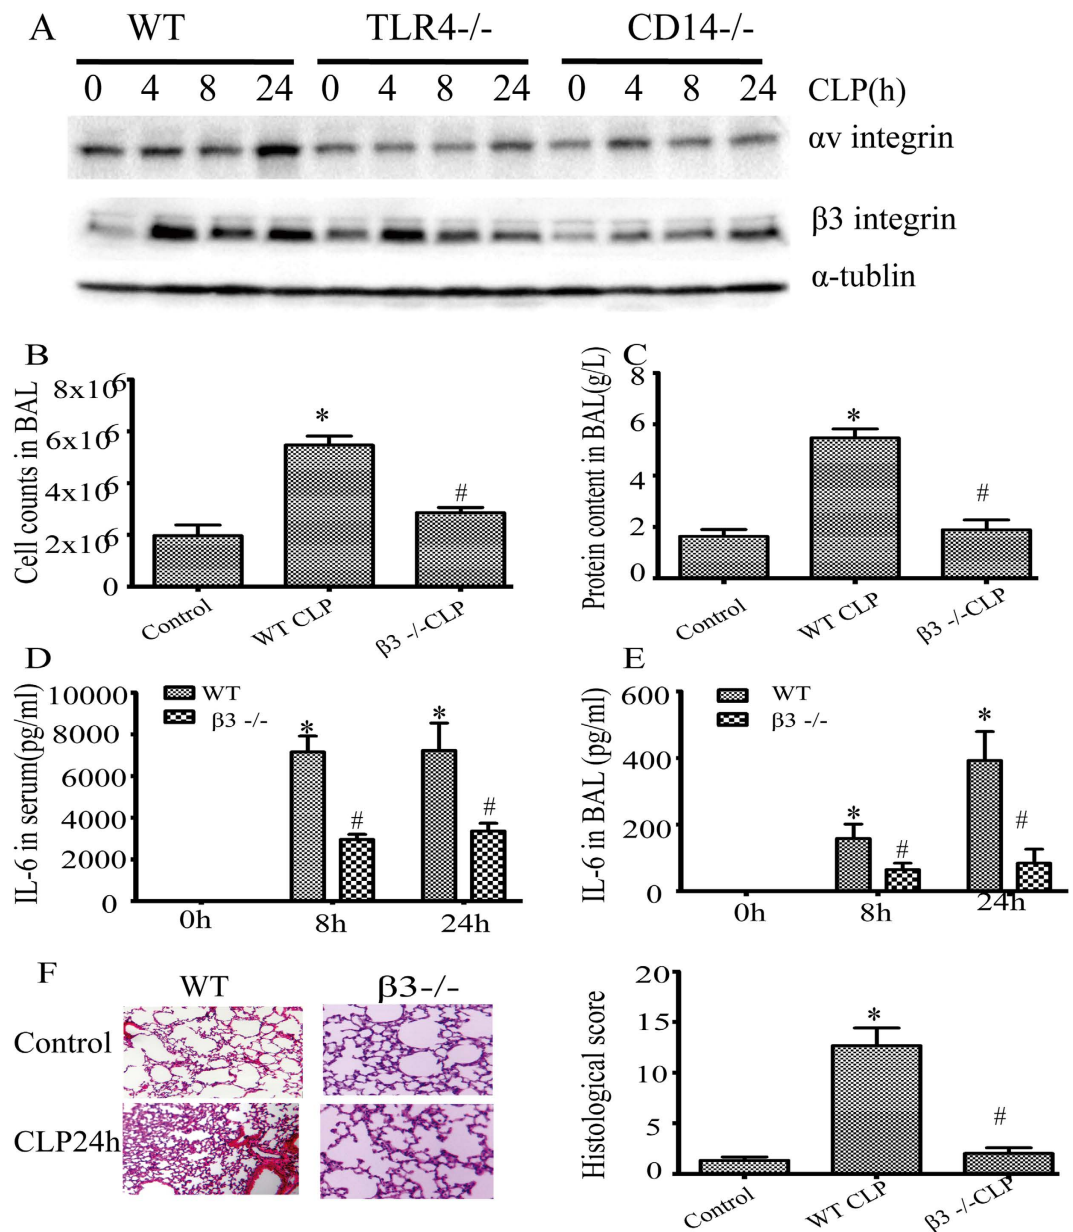 A WT TLR4-/- CD14-/-
0 4 8 24 0 4 8 24 0 4 8 24 CLP(h)
αv integrin
β3 integrin
α-tublin
B
Cell counts in BAL
8x10^6
6x10^6
4x10^6
2x10^6
0
*
#
Control
WT CLP
β3 -/-CLP
C
Protein content in BAL(g/L)
8
6
4
2
0
*
#
Control
WT CLP
β3 -/-CLP
D
IL-6 in serum(pg/ml)
10000
8000
6000
4000
2000
0
WT
β3 -/-
* # * #
0h 8h 24h
E
IL-6 in BAL (pg/ml)
600
400
200
0
WT
β3 -/-
* # * #
0h 8h 24h
F
WT β3-/-
Control
CLP24h
Histological score
20
15
10
5
0
*
#
Control
WT CLP
β3 -/-CLP